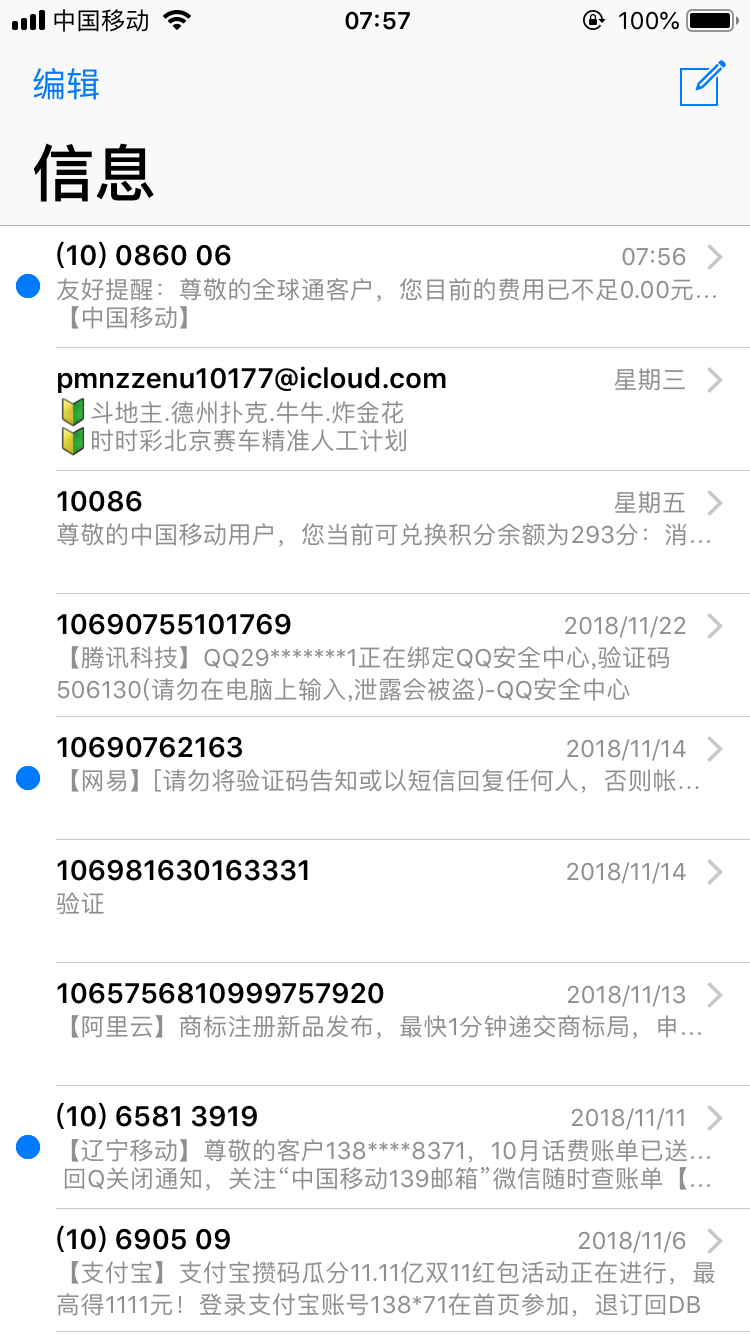 中国移动
07:57
100%
编辑
信息
(10) 0860 06
07:56
友好提醒：尊敬的全球通客户，您目前的费用已不足0.00元...
【中国移动】
pmnzzenu10177@icloud.com
星期三
🔰斗地主.德州扑克.牛牛.炸金花
🔰时时彩北京赛车精准人工计划
10086
星期五
尊敬的中国移动用户，您当前可兑换积分余额为293分：消...
10690755101769
2018/11/22
【腾讯科技】QQ29*******1正在绑定QQ安全中心,验证码
506130(请勿在电脑上输入,泄露会被盗)-QQ安全中心
10690762163
2018/11/14
【网易】[请勿将验证码告知或以短信回复任何人，否则帐...
106981630163331
2018/11/14
验证
1065756810999757920
2018/11/13
【阿里云】商标注册新品发布，最快1分钟递交商标局，申...
(10) 6581 3919
2018/11/11
【辽宁移动】尊敬的客户138****8371，10月话费账单已送...
回Q关闭通知，关注“中国移动139邮箱”微信随时查账单【...
(10) 6905 09
2018/11/6
【支付宝】支付宝攒码瓜分11.11亿双11红包活动正在进行，最
高得1111元！登录支付宝账号138*71在首页参加，退订回DB